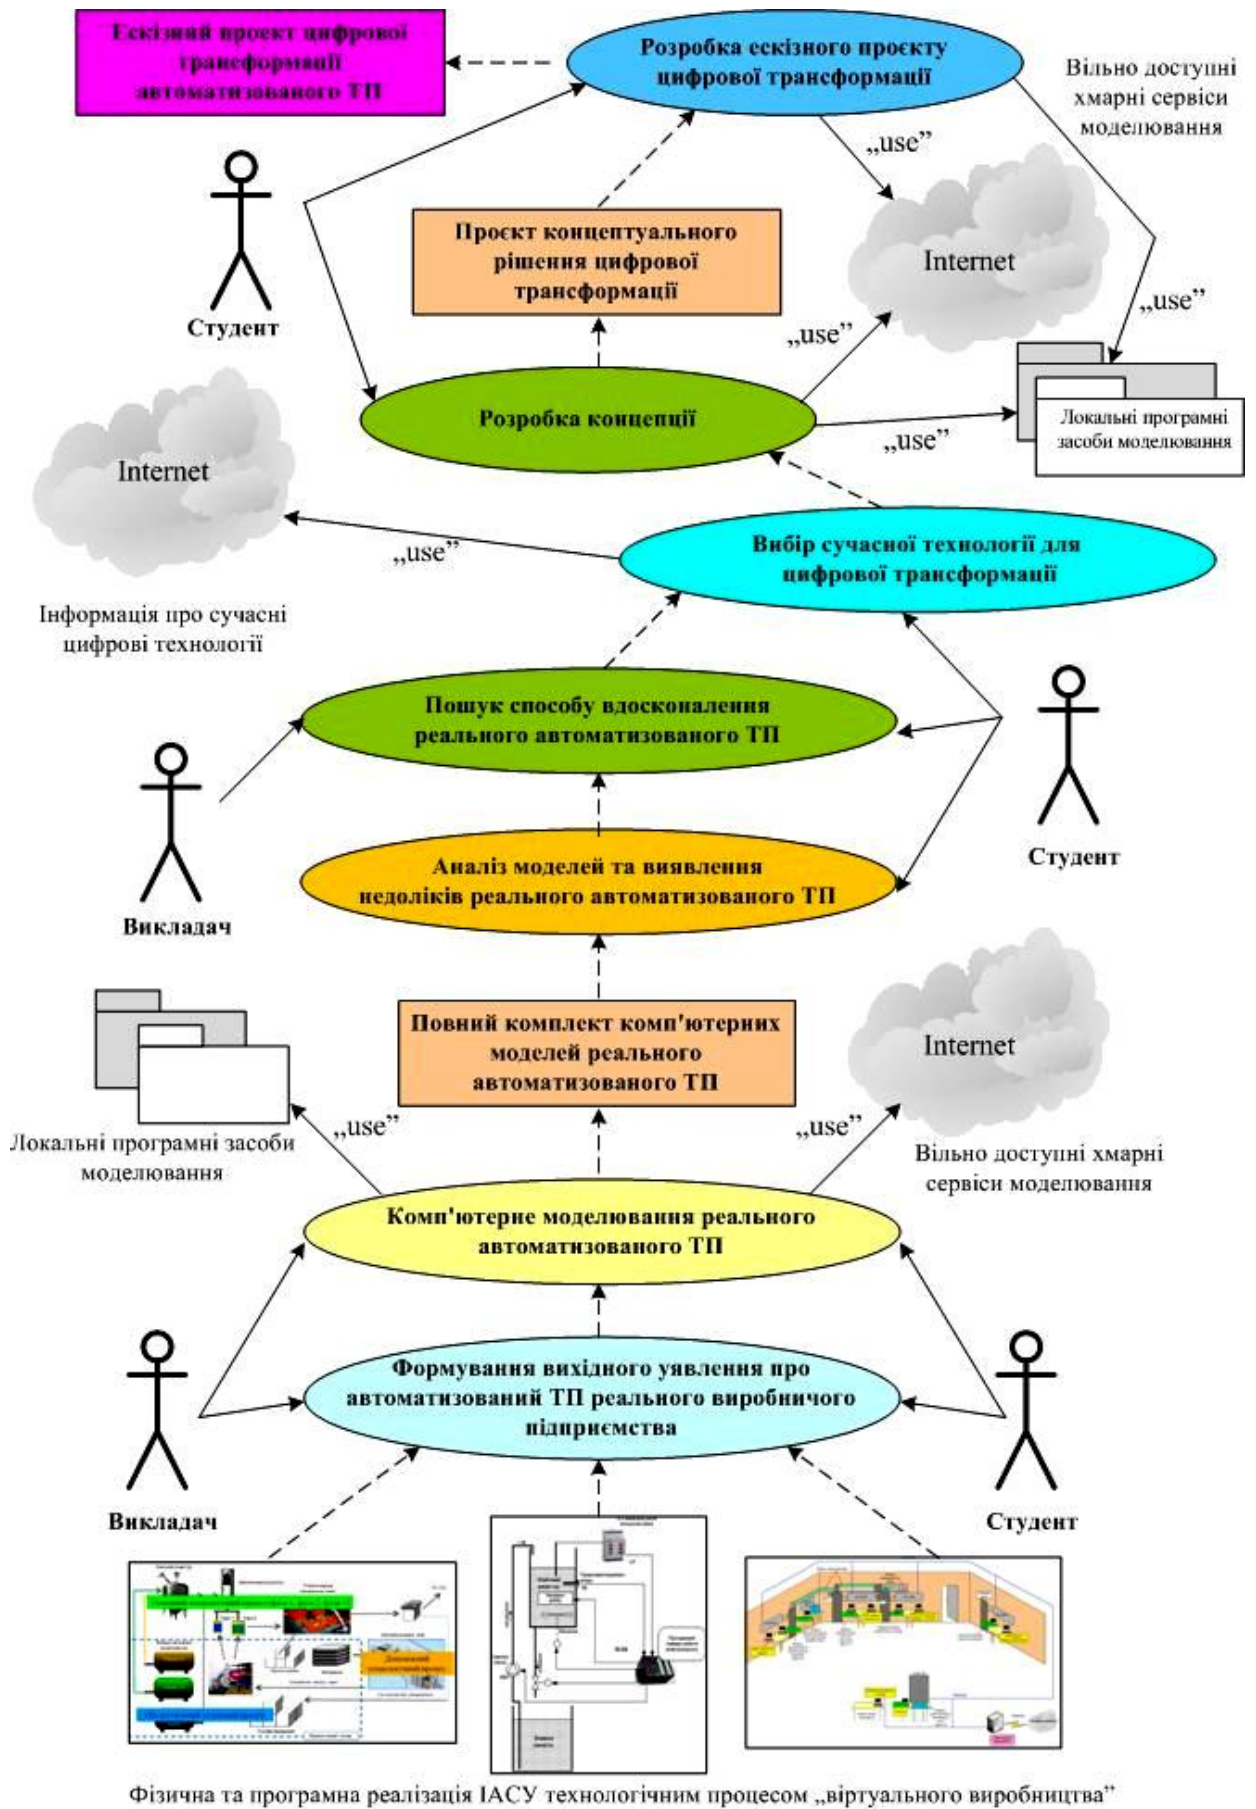 Ескізний проект цифрової
трансформації
автоматизованого ТП
Розробка ескізного проєкту
цифрової трансформації
Вільно доступні
хмарні сервіси
моделювання
„use”
Студент
Проєкт концептуального
рішення цифрової
трансформації
Internet
„use”
„use”
Розробка концепції
„use”
Локальні програмні
засоби моделювання
Internet
„use”
Вибір сучасної технології для
цифрової трансформації
Інформація про сучасні
цифрові технології
Пошук способу вдосконалення
реального автоматизованого ТП
Студент
Викладач
Аналіз моделей та виявлення
недоліків реального автоматизованого ТП
Повний комплект комп'ютерних
моделей реального
автоматизованого ТП
Internet
„use”
„use”
Локальні програмні засоби
моделювання
Вільно доступні хмарні
сервіси моделювання
Комп'ютерне моделювання реального
автоматизованого ТП
Формування вихідного уявлення про
автоматизований ТП реального виробничого
підприємства
Викладач
Студент
Фізична та програмна реалізація ІАСУ технологічним процесом „віртуального виробництва”